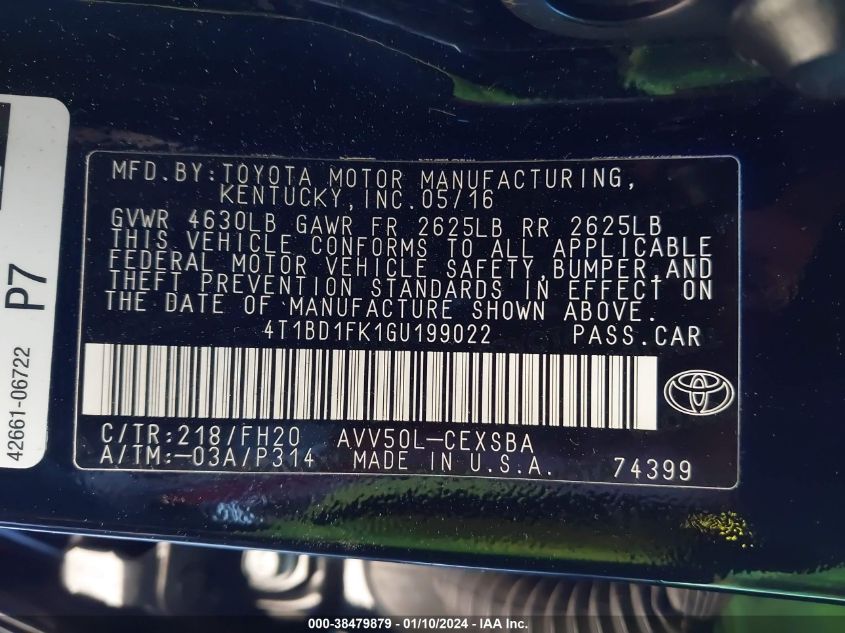 MFD.BY:TOYOTA MOTOR MANUFACTURING,
KENTUCKY,INC.05/16
GVWR 4630LB GAWR FR 2625LB RR 2625LB
THIS VEHICLE CONFORMS TO ALL APPLICABLE
FEDERAL MOTOR VEHICLE SAFETY,BUMPER,AND
THEFT PREVENTION STANDARDS IN EFFECT ON
THE DATE OF MANUFACTURE SHOWN ABOVE.
4T1BD1FK1GU199022 PASS.CAR
C/TR:218/FH20 AVV50L-CEXSBA
A/TM:-03A/P314 MADE IN U.S.A. 74399
P7
42661-06722
000-38479879 - 01/10/2024 - IAA Inc.